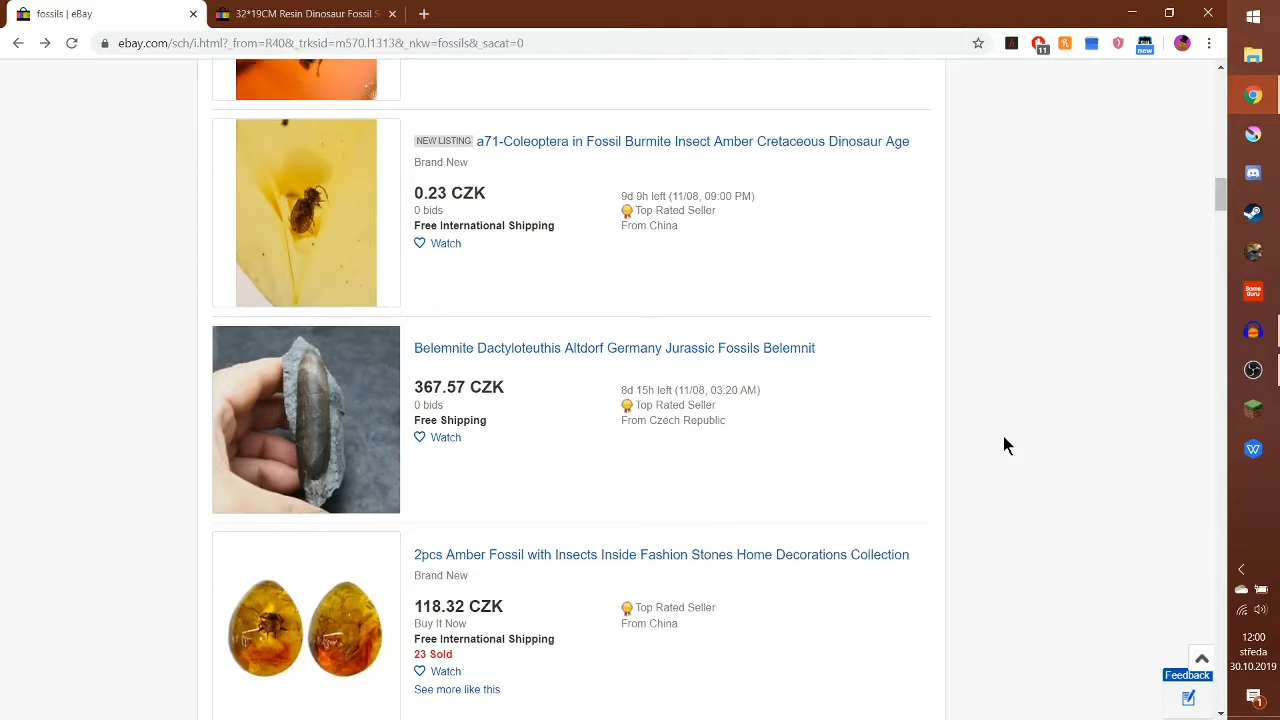 fossils | eBay
32*19CM Resin Dinosaur Fossil S
ebay.com/sch/i.html?_from=R40&_trksid=m570.l1313&_nkw=fossils&_sacat=0
11
new
NEW LISTING a71-Coleoptera in Fossil Burmite Insect Amber Cretaceous Dinosaur Age
Brand New
0.23 CZK
9d 9h left (11/08, 09:00 PM)
0 bids
Top Rated Seller
Free International Shipping
From China
Watch
Belemnite Dactyloteuthis Altdorf Germany Jurassic Fossils Belemnit
367.57 CZK
8d 15h left (11/08, 03:20 AM)
0 bids
Top Rated Seller
Free Shipping
From Czech Republic
Watch
2pcs Amber Fossil with Insects Inside Fashion Stones Home Decorations Collection
Brand New
118.32 CZK
Top Rated Seller
Buy It Now
From China
Free International Shipping
23 Sold
Watch
See more like this
Feedback
Game
Guru
12:00
středa
30.10.2019
1